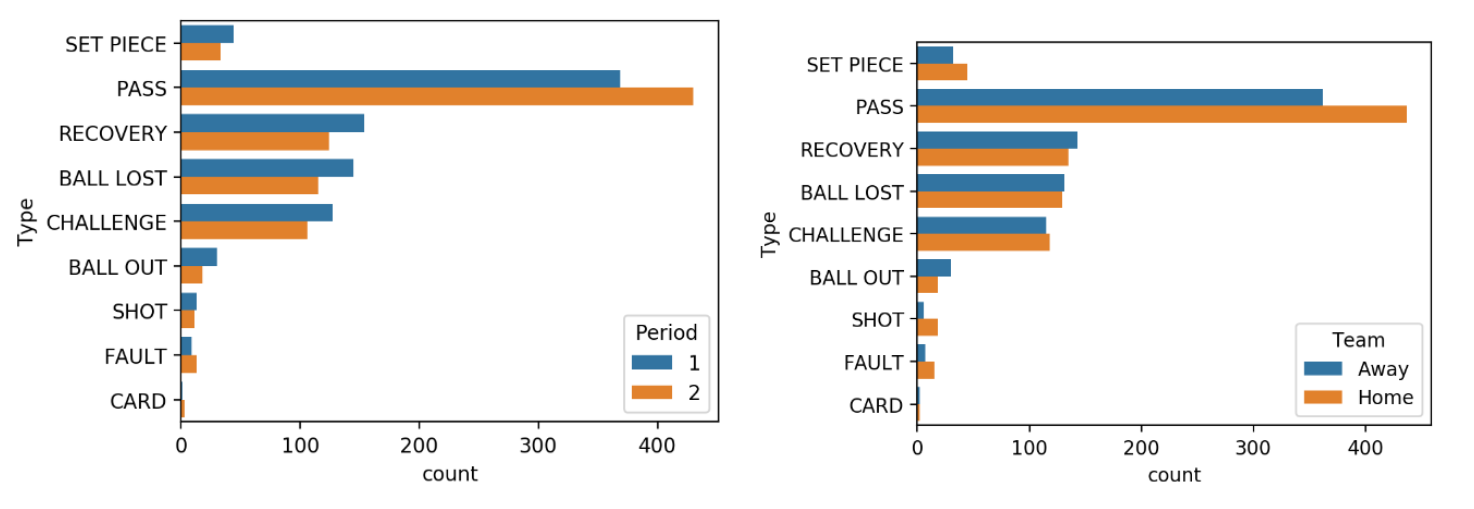 SET PIECE
PASS
RECOVERY
BALL LOST
CHALLENGE
BALL OUT
SHOT
FAULT
CARD
Type
0 100 200 300 400
count
Period
1
2
SET PIECE
PASS
RECOVERY
BALL LOST
CHALLENGE
BALL OUT
SHOT
FAULT
CARD
Type
0 100 200 300 400
count
Team
Away
Home